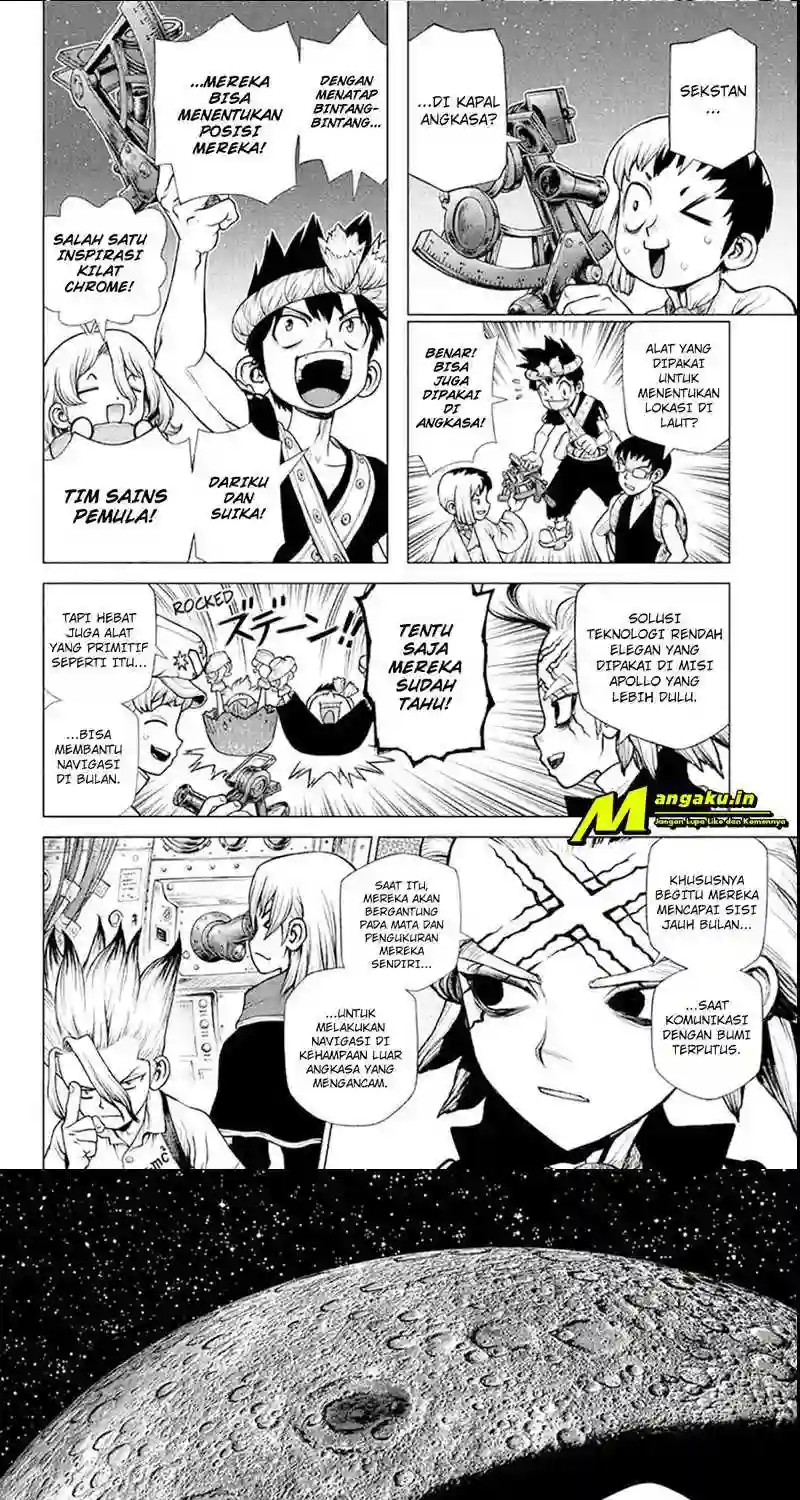 SEKSTAN
...
...DI KAPAL
ANGKASA?
ALAT YANG
DIPAKAI
UNTUK
MENENTUKAN
LOKASI DI
LAUT?
BENAR!
BISA
JUGA
DIPAKAI
DI
ANGKASA!
DENGAN
MENATAP
BINTANG-
BINTANG...
...MEREKA
BISA
MENENTUKAN
POSISI
MEREKA!
SALAH SATU
INSPIRASI
KILAT
CHROME!
DARIKU
DAN
SUIKA!
TIM SAINS
PEMULA!
SOLUSI
TEKNOLOGI RENDAH
ELEGAN YANG
DIPAKAI DI MISI
APOLLO YANG
LEBIH DULU.
TENTU
SAJA
MEREKA
SUDAH
TAHU!
ROCKED
ズデーン!!
TAPI HEBAT
JUGA ALAT
YANG PRIMITIF
SEPERTI ITU...
...BISA
MEMBANTU
NAVIGASI
DI BULAN.
Mangaku.in
Jangan Lupa Like dan Komennya
KHUSUSNYA
BEGITU MEREKA
MENCAPAI SISI
JAUH BULAN...
...SAAT
KOMUNIKASI
DENGAN BUMI
TERPUTUS.
SAAT ITU,
MEREKA AKAN
BERGANTUNG
PADA MATA DAN
PENGUKURAN
MEREKA
SENDIRI...
...UNTUK
MELAKUKAN
NAVIGASI DI
KEHAMPAAN LUAR
ANGKASA YANG
MENGANCAM.
mc²